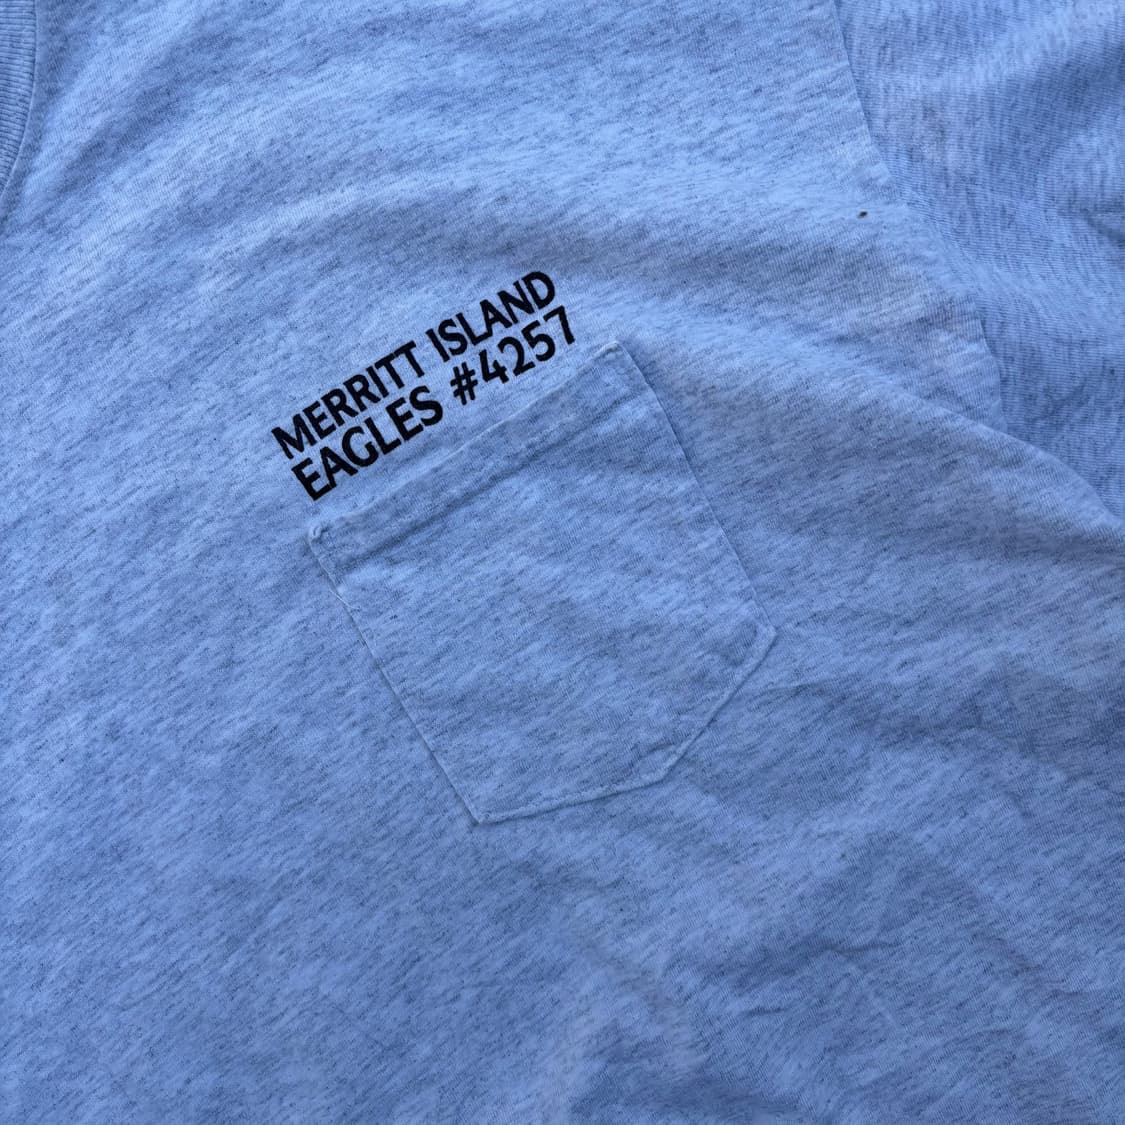 MERRITT ISLAND
EAGLES #4257